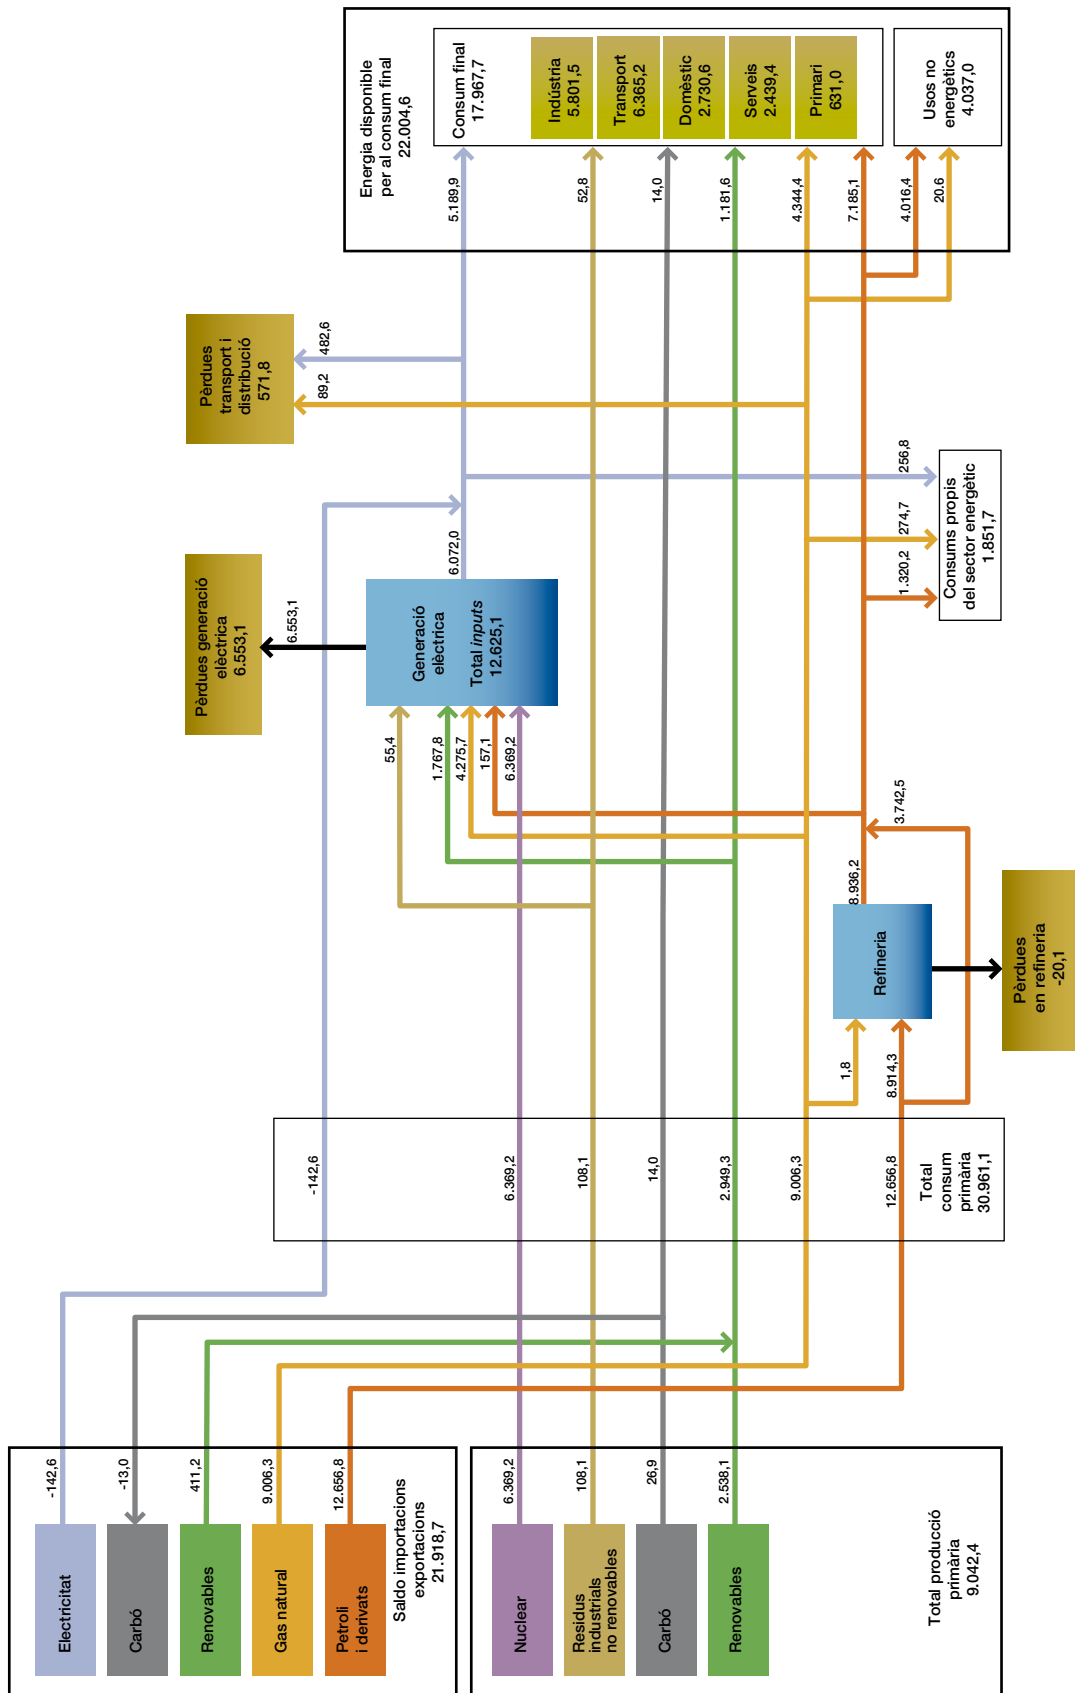 Electricitat
-142,6
Carbó
-13,0
Renovables
411,2
Gas natural
9.006,3
Petroli
i derivats
12.656,8
Saldo importacions
exportacions
21.918,7
Nuclear
6.369,2
Residus
industrials
no renovables
108,1
Carbó
26,9
Renovables
2.538,1
Total producció
primària
9.042,4
-142,6
6.369,2
108,1
14,0
2.949,3
9.006,3
12.656,8
Total
consum
primària
30.961,1
1,8
8.914,3
Refineria
8.936,2
3.742,5
Pèrdues
en refineria
-20,1
55,4
1.767,8
4.275,7
157,1
6.369,2
Generació
elèctrica
Total inputs
12.625,1
6.553,1
Pèrdues generació
elèctrica
6.553,1
6.072,0
1.320,2
274,7
256,8
Consums propis
del sector energètic
1.851,7
89,2
482,6
Pèrdues
transport i
distribució
571,8
5.189,9
52,8
14,0
1.181,6
4.344,4
7.185,1
4.016,4
20.6
Energia disponible
per al consum final
22.004,6
Consum final
17.967,7
Indústria
5.801,5
Transport
6.365,2
Domèstic
2.730,6
Serveis
2.439,4
Primari
631,0
Usos no
energètics
4.037,0